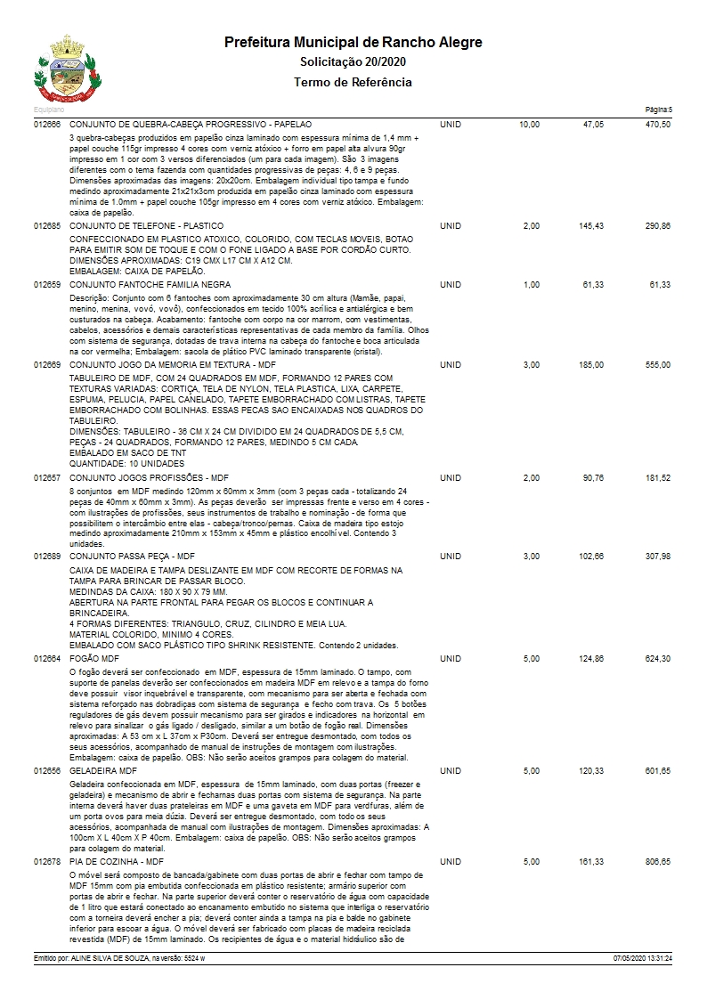 Prefeitura Municipal de Rancho Alegre
Solicitação 20/2020
Termo de Referência
Equiplano Página:5
012666 CONJUNTO DE QUEBRA-CABEÇA PROGRESSIVO - PAPELAO UNID 10,00 47,05 470,50
3 quebra-cabeças produzidos em papelão cinza laminado com espessura mínima de 1,4 mm +
papel couche 115gr impresso 4 cores com verniz atóxico + forro em papel alta alvura 90gr
impresso em 1 cor com 3 versos diferenciados (um para cada imagem). São 3 imagens
diferentes com o tema fazenda com quantidades progressivas de peças: 4, 6 e 9 peças.
Dimensões aproximadas das imagens: 20x20cm. Embalagem individual tipo tampa e fundo
medindo aproximadamente 21x21x3cm produzida em papelão cinza laminado com espessura
mínima de 1.0mm + papel couche 105gr impresso em 4 cores com verniz atóxico. Embalagem:
caixa de papelão.
012685 CONJUNTO DE TELEFONE - PLASTICO UNID 2,00 145,43 290,86
CONFECCIONADO EM PLASTICO ATOXICO, COLORIDO, COM TECLAS MOVEIS, BOTAO
PARA EMITIR SOM DE TOQUE E COM O FONE LIGADO A BASE POR CORDÃO CURTO.
DIMENSÕES APROXIMADAS: C19 CMX L17 CM X A12 CM.
EMBALAGEM: CAIXA DE PAPELÃO.
012659 CONJUNTO FANTOCHE FAMILIA NEGRA UNID 1,00 61,33 61,33
Descrição: Conjunto com 6 fantoches com aproximadamente 30 cm altura (Mamãe, papai,
menino, menina, vovó, vovô), confeccionados em tecido 100% acrílica e antialérgica e bem
custurados na cabeça. Acabamento: fantoche com corpo na cor marrom, com vestimentas,
cabelos, acessórios e demais características representativas de cada membro da família. Olhos
com sistema de segurança, dotadas de trava interna na cabeça do fantoche e boca articulada
na cor vermelha; Embalagem: sacola de plático PVC laminado transparente (cristal).
012669 CONJUNTO JOGO DA MEMORIA EM TEXTURA - MDF UNID 3,00 185,00 555,00
TABULEIRO DE MDF, COM 24 QUADRADOS EM MDF, FORMANDO 12 PARES COM
TEXTURAS VARIADAS: CORTIÇA, TELA DE NYLON, TELA PLASTICA, LIXA, CARPETE,
ESPUMA, PELUCIA, PAPEL CANELADO, TAPETE EMBORRACHADO COM LISTRAS, TAPETE
EMBORRACHADO COM BOLINHAS. ESSAS PECAS SAO ENCAIXADAS NOS QUADROS DO
TABULEIRO.
DIMENSÕES: TABULEIRO - 36 CM X 24 CM DIVIDIDO EM 24 QUADRADOS DE 5,5 CM,
PEÇAS - 24 QUADRADOS, FORMANDO 12 PARES, MEDINDO 5 CM CADA.
EMBALADO EM SACO DE TNT
QUANTIDADE: 10 UNIDADES
012657 CONJUNTO JOGOS PROFISSÕES - MDF UNID 2,00 90,76 181,52
8 conjuntos em MDF medindo 120mm x 60mm x 3mm (com 3 peças cada - totalizando 24
peças de 40mm x 60mm x 3mm). As peças deverão ser impressas frente e verso em 4 cores -
com ilustrações de profissões, seus instrumentos de trabalho e nominação - de forma que
possibilitem o intercâmbio entre elas - cabeça/tronco/pernas. Caixa de madeira tipo estojo
medindo aproximadamente 210mm x 153mm x 45mm e plástico encolhível. Contendo 3
unidades.
012689 CONJUNTO PASSA PEÇA - MDF UNID 3,00 102,66 307,98
CAIXA DE MADEIRA E TAMPA DESLIZANTE EM MDF COM RECORTE DE FORMAS NA
TAMPA PARA BRINCAR DE PASSAR BLOCO.
MEDINDAS DA CAIXA: 180 X 90 X 79 MM.
ABERTURA NA PARTE FRONTAL PARA PEGAR OS BLOCOS E CONTINUAR A
BRINCADEIRA.
4 FORMAS DIFERENTES: TRIANGULO, CRUZ, CILINDRO E MEIA LUA.
MATERIAL COLORIDO, MINIMO 4 CORES.
EMBALADO COM SACO PLÁSTICO TIPO SHRINK RESISTENTE. Contendo 2 unidades.
012664 FOGÃO MDF UNID 5,00 124,86 624,30
O fogão deverá ser confeccionado em MDF, espessura de 15mm laminado. O tampo, com
suporte de panelas deverão ser confeccionados em madeira MDF em relevo e a tampa do forno
deve possuir visor inquebrável e transparente, com mecanismo para ser aberta e fechada com
sistema reforçado nas dobradiças com sistema de segurança e fecho com trava. Os 5 botões
reguladores de gás devem possuir mecanismo para ser girados e indicadores na horizontal em
relevo para sinalizar o gás ligado / desligado, similar a um botão de fogão real. Dimensões
aproximadas: A 53 cm x L 37cm x P30cm. Deverá ser entregue desmontado, com todos os
seus acessórios, acompanhado de manual de instruções de montagem com ilustrações.
Embalagem: caixa de papelão. OBS: Não serão aceitos grampos para colagem do material.
012656 GELADEIRA MDF UNID 5,00 120,33 601,65
Geladeira confeccionada em MDF, espessura de 15mm laminado, com duas portas (freezer e
geladeira) e mecanismo de abrir e fecharnas duas portas com sistema de segurança. Na parte
interna deverá haver duas prateleiras em MDF e uma gaveta em MDF para verdfuras, além de
um porta ovos para meia dúzia. Deverá ser entregue desmontado, com todo os seus
acessórios, acompanhada de manual com ilustrações de montagem. Dimensões aproximadas: A
100cm X L 40cm X P 40cm. Embalagem: caixa de papelão. OBS: Não serão aceitos grampos
para colagem do material.
012678 PIA DE COZINHA - MDF UNID 5,00 161,33 806,65
O móvel será composto de bancada/gabinete com duas portas de abrir e fechar com tampo de
MDF 15mm com pia embutida confeccionada em plástico resistente; armário superior com
portas de abrir e fechar. Na parte superior deverá conter o reservatório de água com capacidade
de 1 litro que estará conectado ao encanamento embutido no sistema que interliga o reservatório
com a torneira deverá encher a pia; deverá conter ainda a tampa na pia e balde no gabinete
inferior para escoar a água. O móvel deverá ser fabricado com placas de madeira reciclada
revestida (MDF) de 15mm laminado. Os recipientes de água e o material hidráulico são de
Emitido por: ALINE SILVA DE SOUZA, na versão: 5524 w 07/05/2020 13:31:24